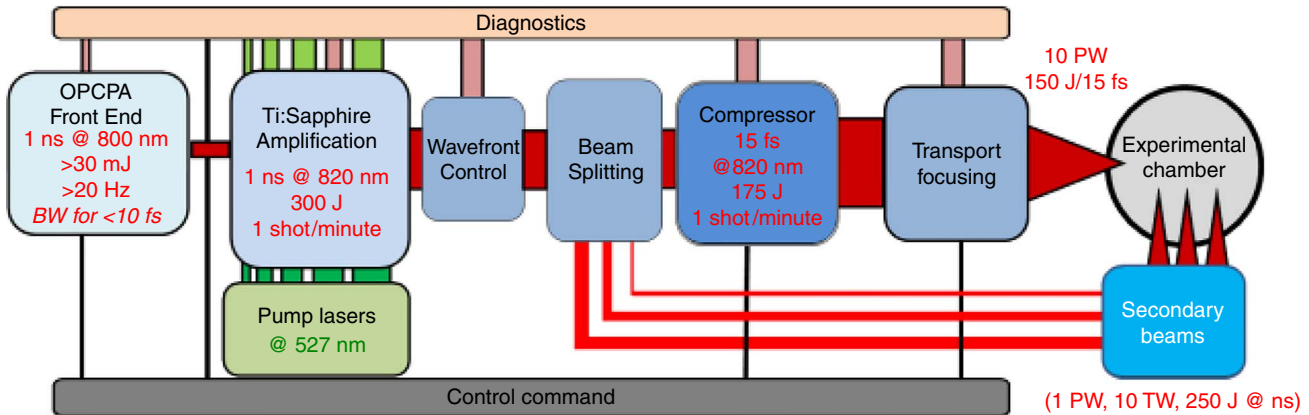 Diagnostics
OPCPA
Front End
1 ns @ 800 nm
>30 mJ
>20 Hz
BW for <10 fs
Ti:Sapphire
Amplification
1 ns @ 820 nm
300 J
1 shot/minute
Wavefront
Control
Beam
Splitting
Compressor
15 fs
@820 nm
175 J
1 shot/minute
Transport
focusing
10 PW
150 J/15 fs
Experimental
chamber
Pump lasers
@ 527 nm
Secondary
beams
Control command
(1 PW, 10 TW, 250 J @ ns)